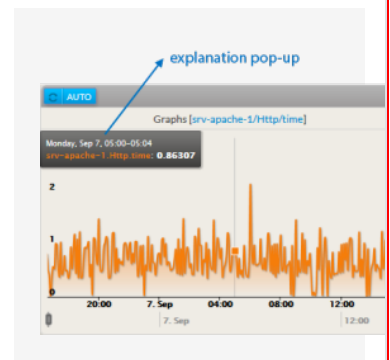 explanation pop-up
AUTO
Graphs [srv-apache-1/Http/time]
Monday, Sep 7, 05:00-05:04
srv-apache-1.Http.time: 0.86307
2
1
0
20:00 7. Sep 04:00 08:00 12:00
7. Sep 12:00